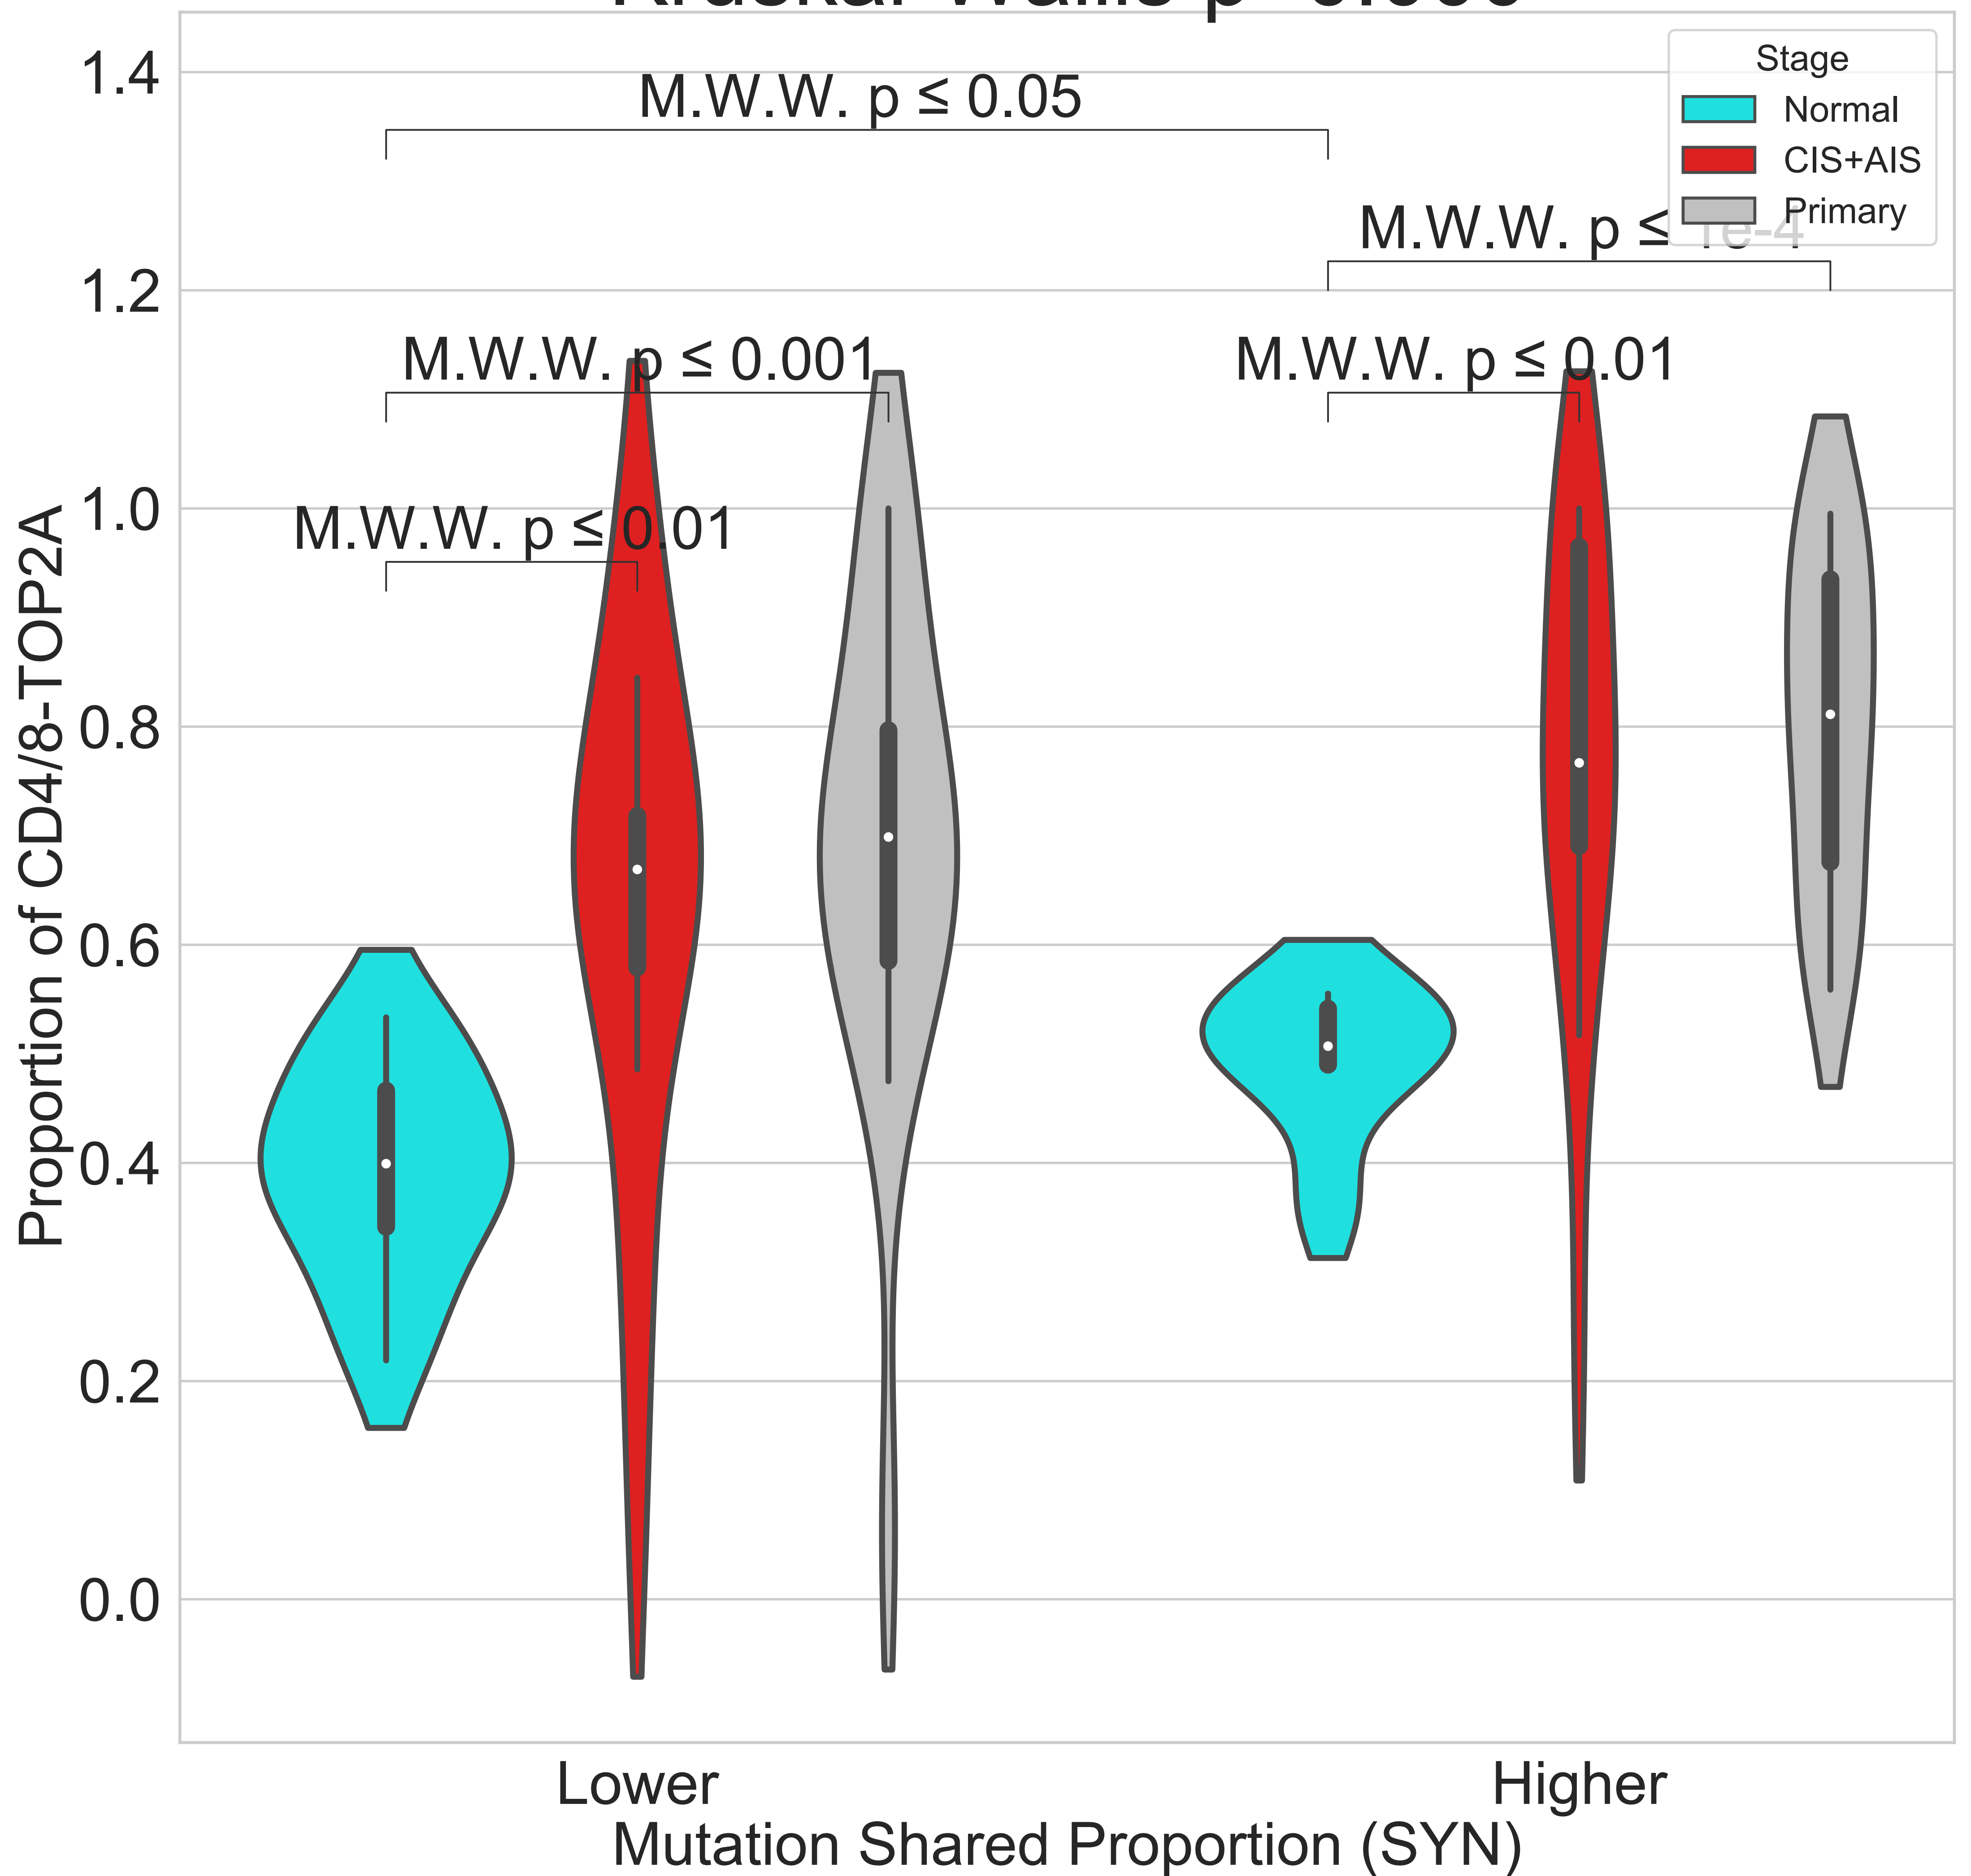 Stage
Normal
CIS+AIS
Primary
M.W.W. p ≤ 0.05
M.W.W. p ≤ 1e-4
M.W.W. p ≤ 0.001
M.W.W. p ≤ 0.01
M.W.W. p ≤ 0.01
1.4
1.2
1.0
0.8
0.6
0.4
0.2
0.0
Proportion of CD4/8-TOP2A
Lower
Higher
Mutation Shared Proportion (SYN)